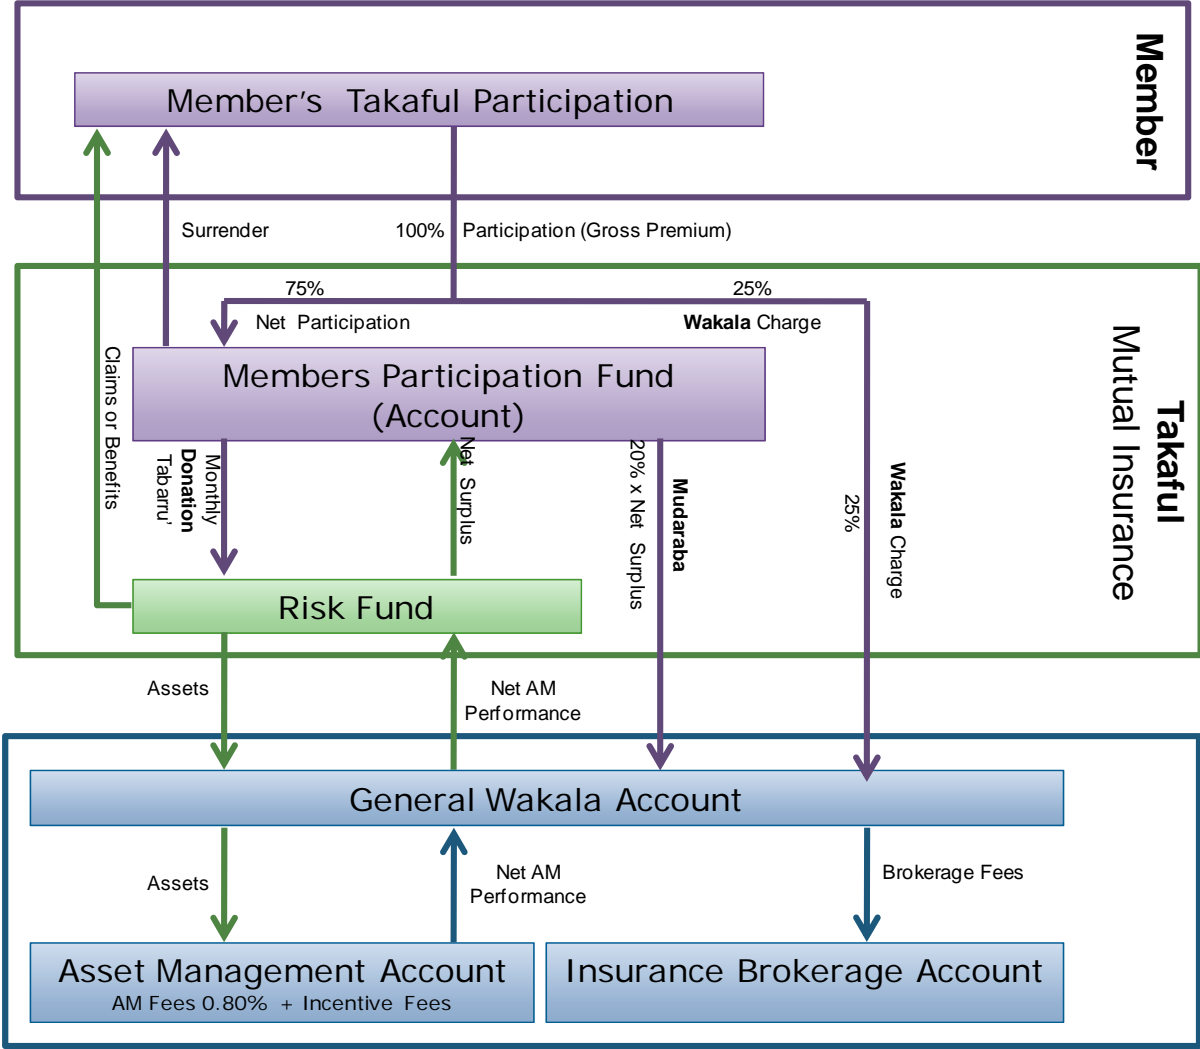 Member
Member's Takaful Participation
Surrender
100%
Participation (Gross Premium)
75%
25%
Net Participation
Wakala Charge
Takaful
Mutual Insurance
Members Participation Fund
(Account)
Claims or Benefits
Monthly
Donation
Tabarru’
Net Surplus
20% x Net Surplus
Mudaraba
25%
Wakala Charge
Risk Fund
Assets
Net AM
Performance
General Wakala Account
Assets
Net AM
Performance
Brokerage Fees
Asset Management Account
AM Fees 0.80% + Incentive Fees
Insurance Brokerage Account